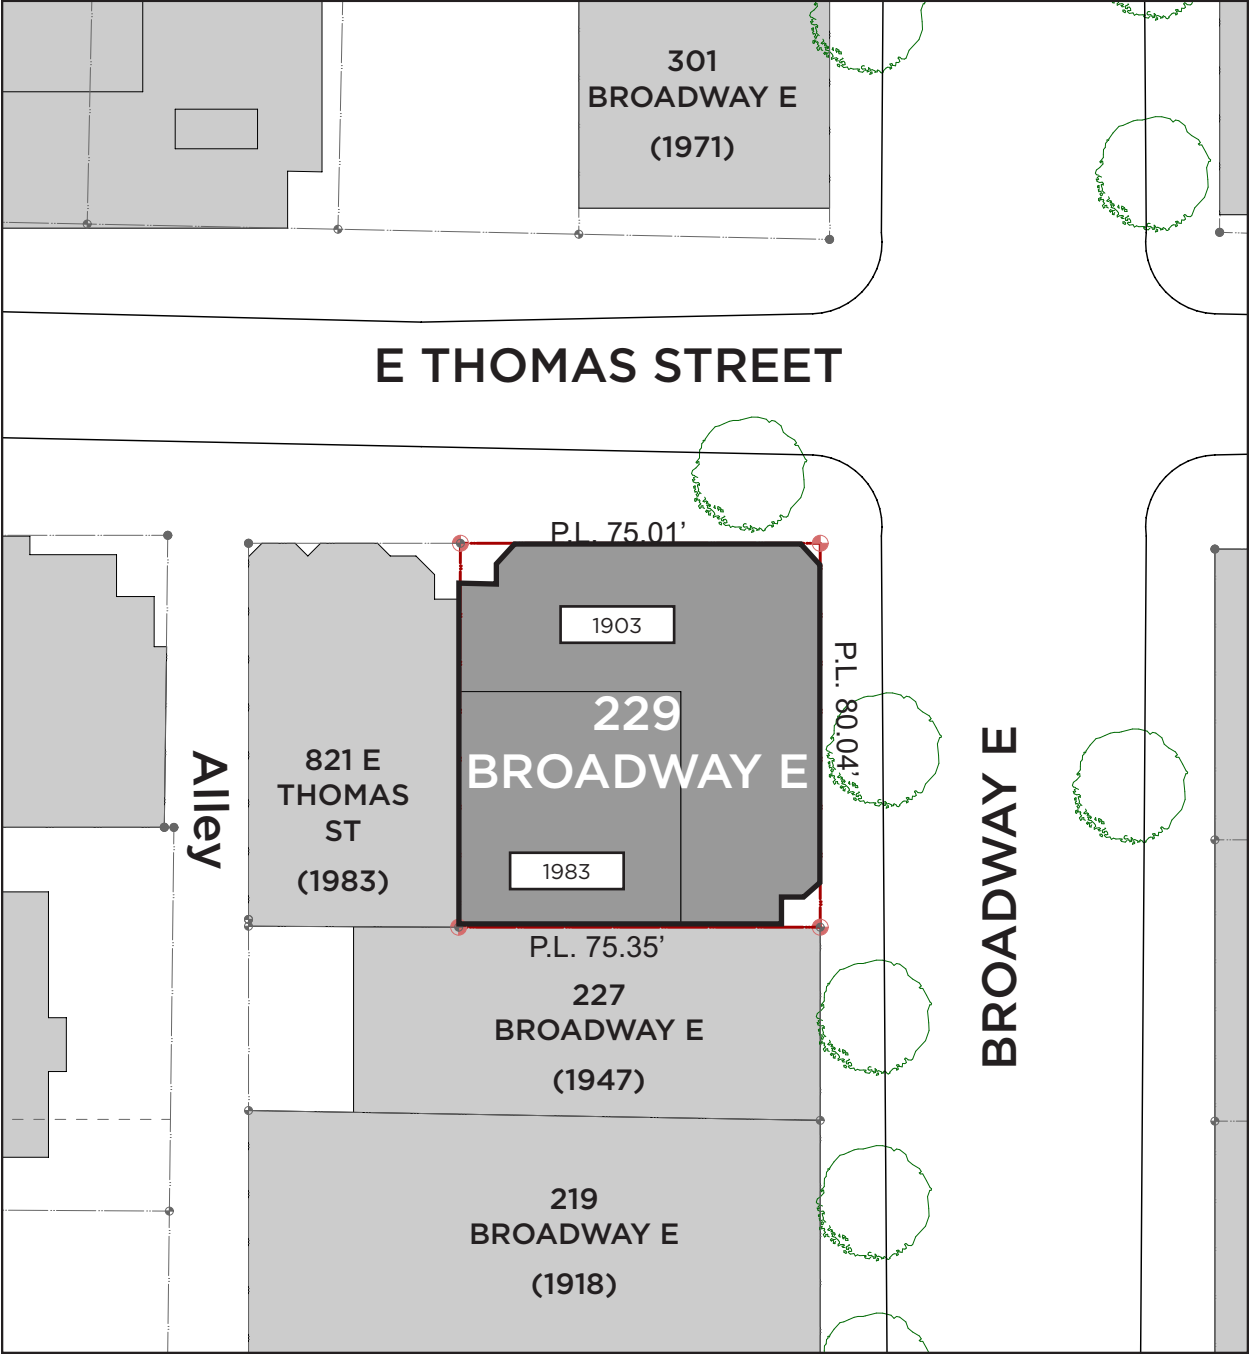 301
BROADWAY E
(1971)
E THOMAS STREET
P.L. 75.01’
1903
P.L. 80.04’
229
BROADWAY E
821 E
THOMAS
ST
(1983)
Alley
BROADWAY E
1983
P.L. 75.35’
227
BROADWAY E
(1947)
219
BROADWAY E
(1918)